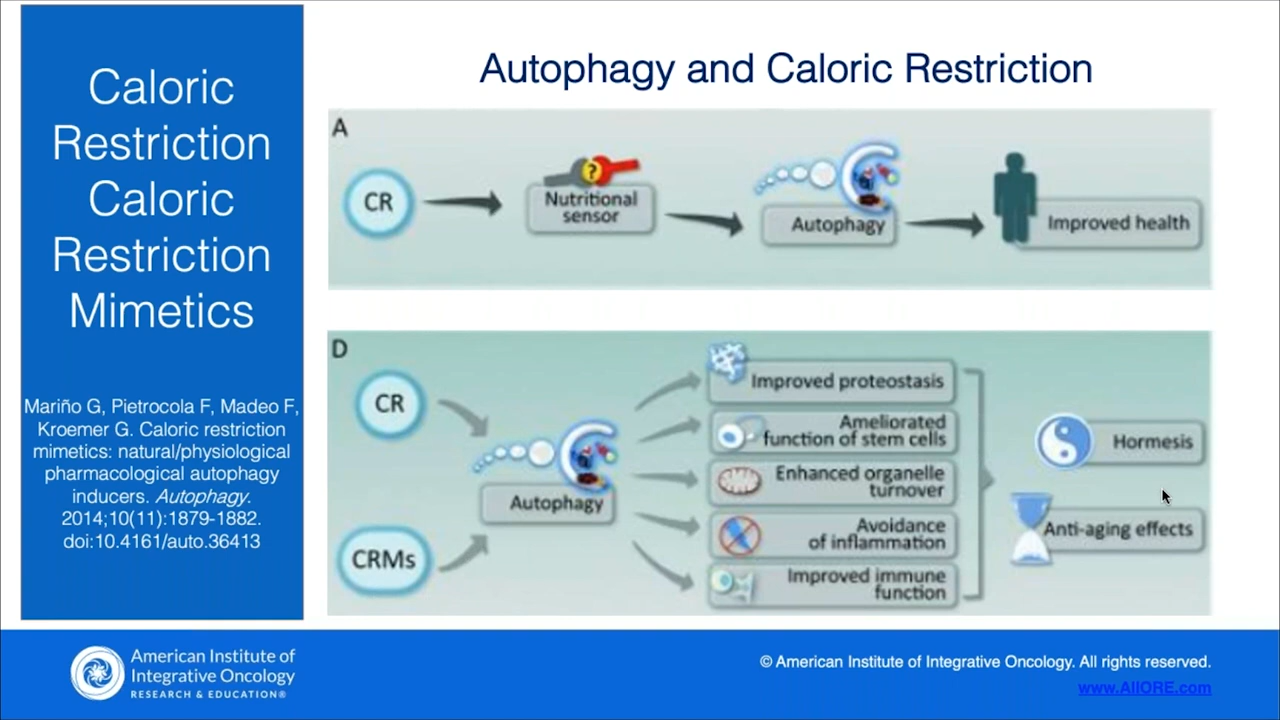 Caloric
Restriction
Caloric
Restriction
Mimetics
Mariño G, Pietrocola F, Madeo F,
Kroemer G. Caloric restriction
mimetics: natural/physiological
pharmacological autophagy
inducers. Autophagy.
2014;10(11):1879-1882.
doi:10.4161/auto.36413
Autophagy and Caloric Restriction
A
CR
?
Nutritional
sensor
Autophagy
Improved health
D
CR
CRMs
Autophagy
Improved proteostasis
Ameliorated
function of stem cells
Enhanced organelle
turnover
Avoidance
of inflammation
Improved immune
function
Hormesis
Anti-aging effects
American Institute of
Integrative Oncology
RESEARCH & EDUCATION®
© American Institute of Integrative Oncology. All rights reserved.
www.AIIORE.com